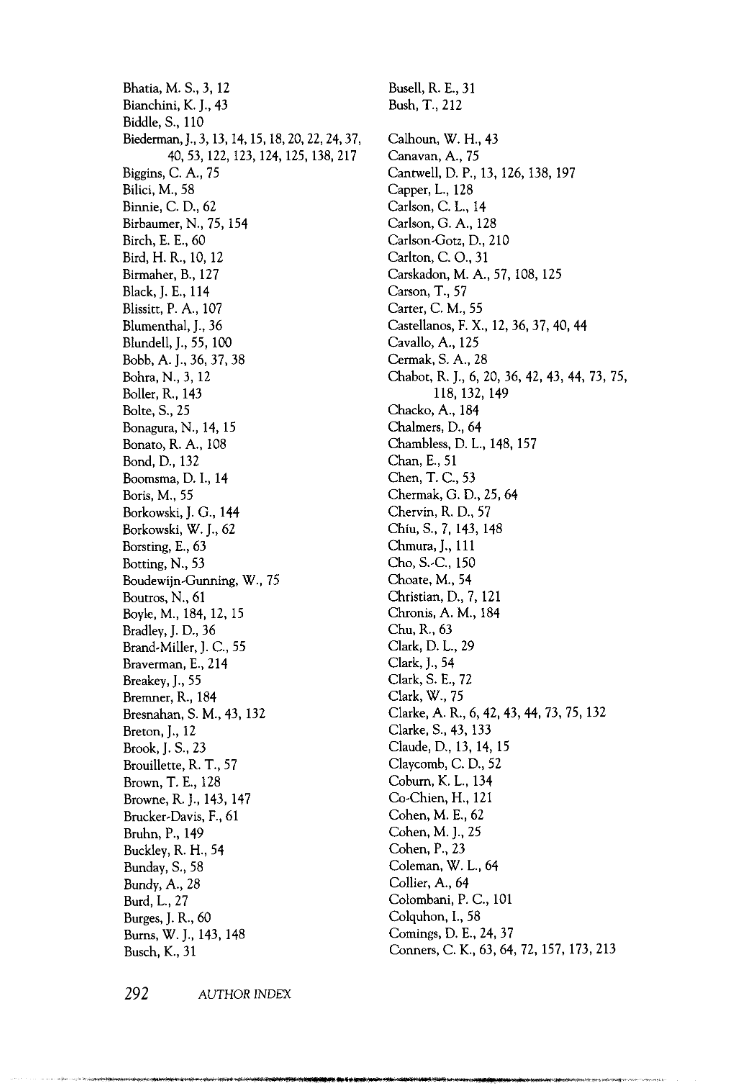 Bhatia, M. S., 3, 12
Bianchini, K. J., 43
Biddle, S., 110
Biederman, J., 3, 13, 14, 15, 18, 20, 22, 24, 37,
40, 53, 122, 123, 124, 125, 138, 217
Biggins, C. A., 75
Bilici, M., 58
Binnie, C. D., 62
Birbaumer, N., 75, 154
Birch, E. E., 60
Bird, H. R., 10, 12
Birmaher, B., 127
Black, J. E., 114
Blissitt, P. A., 107
Blumenthal, J., 36
Blundell, J., 55, 100
Bobb, A. J., 36, 37, 38
Bohra, N., 3, 12
Boller, R., 143
Bolte, S., 25
Bonagura, N., 14, 15
Bonato, R. A., 108
Bond, D., 132
Boomsma, D. I., 14
Boris, M., 55
Borkowski, J. G., 144
Borkowski, W. J., 62
Borsting, E., 63
Botting, N., 53
Boudewijn-Gunning, W., 75
Boutros, N., 61
Boyle, M., 184, 12, 15
Bradley, J. D., 36
Brand-Miller, J. C., 55
Braverman, E., 214
Breakey, J., 55
Bremner, R., 184
Bresnahan, S. M., 43, 132
Breton, J., 12
Brook, J. S., 23
Brouillette, R. T., 57
Brown, T. E., 128
Browne, R. J., 143, 147
Brucker-Davis, F., 61
Bruhn, P., 149
Buckley, R. H., 54
Bunday, S., 58
Bundy, A., 28
Burd, L., 27
Burges, J. R., 60
Burns, W. J., 143, 148
Busch, K., 31
Busell, R. E., 31
Bush, T., 212
Calhoun, W. H., 43
Canavan, A., 75
Cantwell, D. P., 13, 126, 138, 197
Capper, L., 128
Carlson, C. L., 14
Carlson, G. A., 128
Carlson-Gotz, D., 210
Carlton, C. O., 31
Carskadon, M. A., 57, 108, 125
Carson, T., 57
Carter, C. M., 55
Castellanos, F. X., 12, 36, 37, 40, 44
Cavallo, A., 125
Cermak, S. A., 28
Chabot, R. J., 6, 20, 36, 42, 43, 44, 73, 75,
118, 132, 149
Chacko, A., 184
Chalmers, D., 64
Chambless, D. L., 148, 157
Chan, E., 51
Chen, T. C., 53
Chermak, G. D., 25, 64
Chervin, R. D., 57
Chiu, S., 7, 143, 148
Chmura, J., 111
Cho, S.-C., 150
Choate, M., 54
Christian, D., 7, 121
Chronis, A. M., 184
Chu, R., 63
Clark, D. L., 29
Clark, J., 54
Clark, S. E., 72
Clark, W., 75
Clarke, A. R., 6, 42, 43, 44, 73, 75, 132
Clarke, S., 43, 133
Claude, D., 13, 14, 15
Claycomb, C. D., 52
Coburn, K. L., 134
Co-Chien, H., 121
Cohen, M. E., 62
Cohen, M. J., 25
Cohen, P., 23
Coleman, W. L., 64
Collier, A., 64
Colombani, P. C., 101
Colquhon, I., 58
Comings, D. E., 24, 37
Conners, C. K., 63, 64, 72, 157, 173, 213
292 AUTHOR INDEX